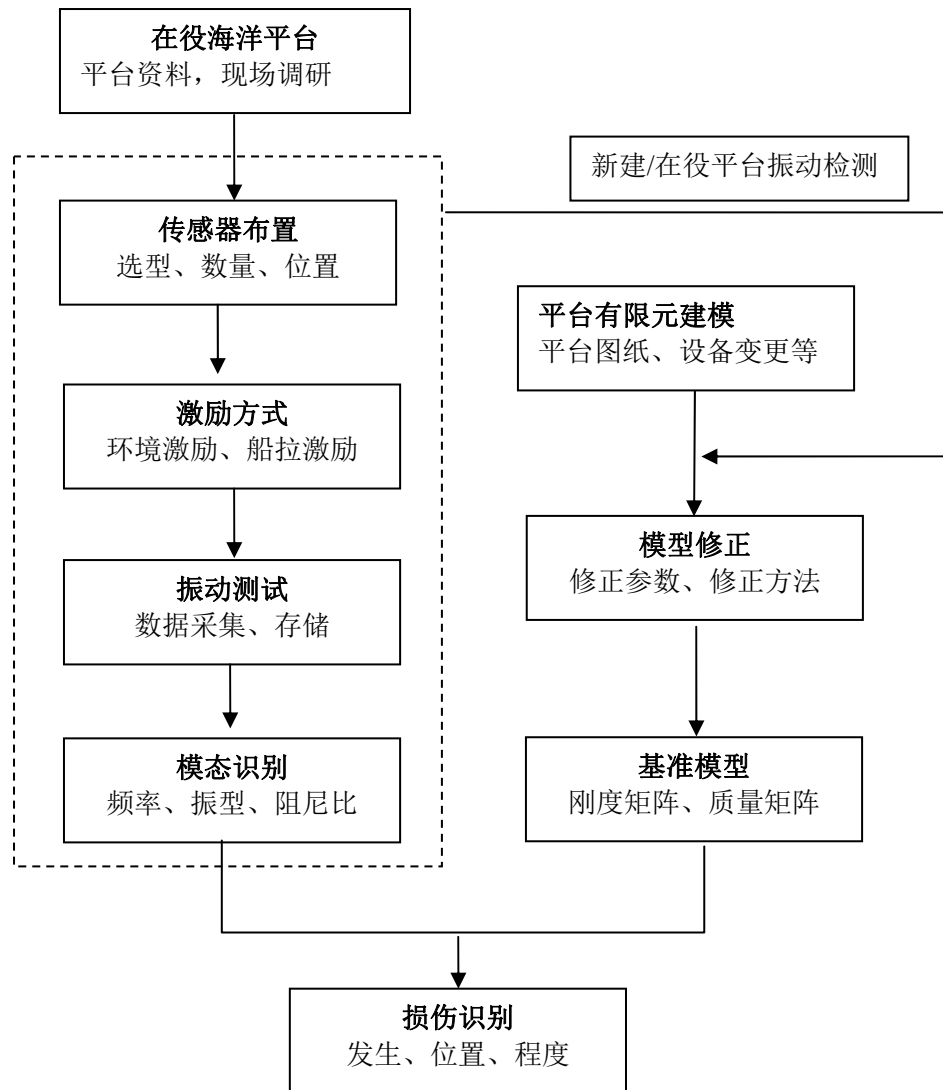 在役海洋平台
平台资料，现场调研
新建/在役平台振动检测
传感器布置
选型、数量、位置
平台有限元建模
平台图纸、设备变更等
激励方式
环境激励、船拉激励
模型修正
修正参数、修正方法
振动测试
数据采集、存储
模态识别
频率、振型、阻尼比
基准模型
刚度矩阵、质量矩阵
损伤识别
发生、位置、程度